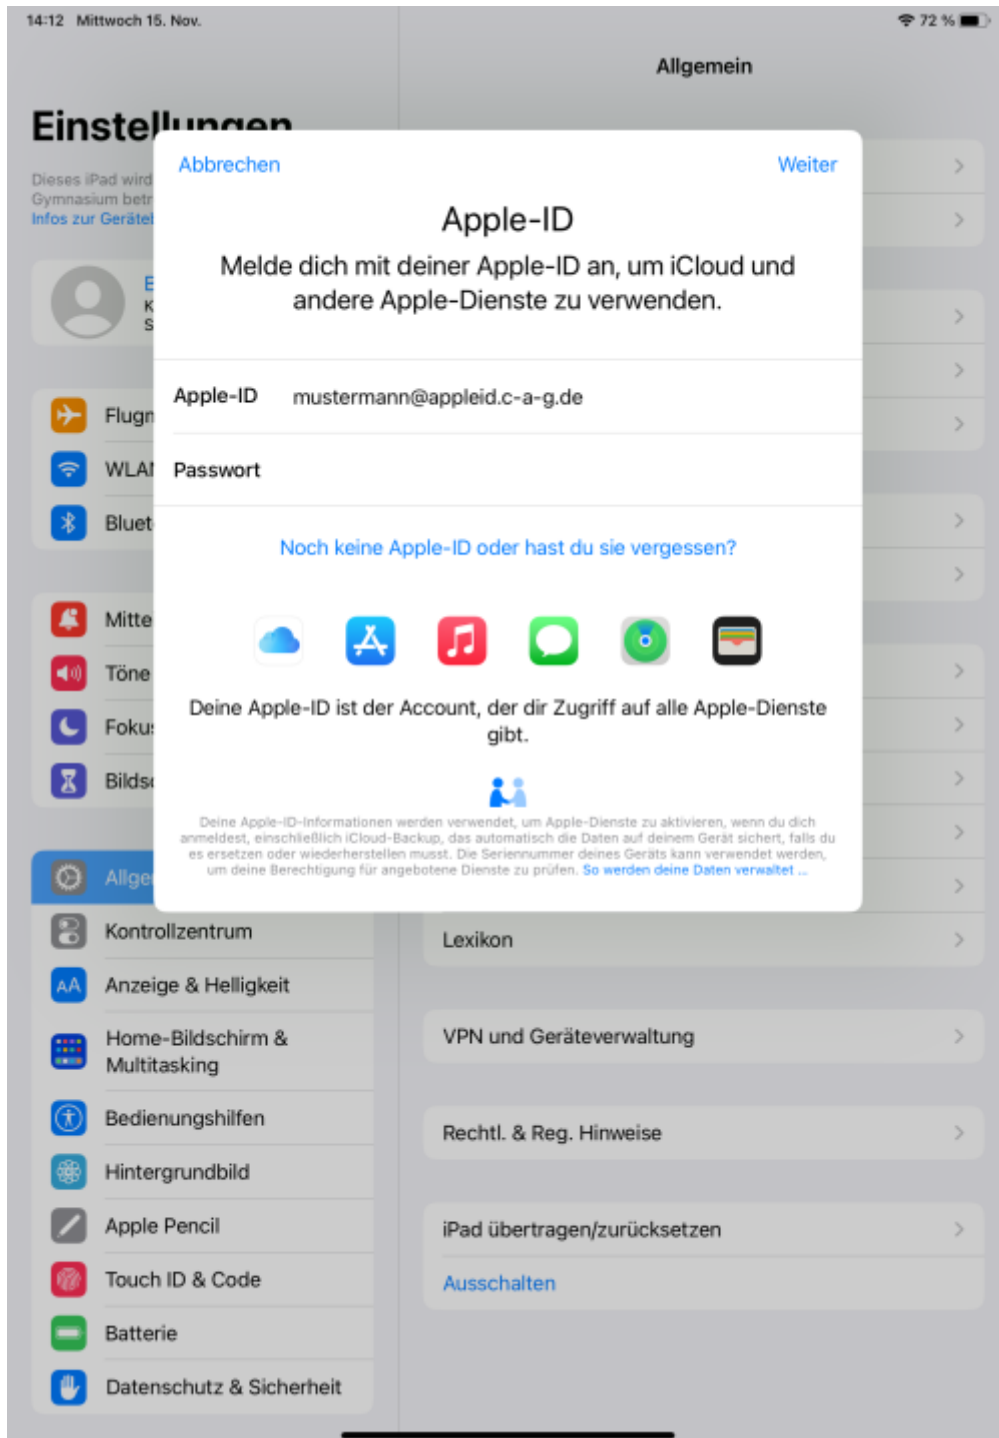 14:12 Mittwoch 15. Nov.
72 %
Allgemein
Einstellungen
Dieses iPad wird
Gymnasium betr
Infos zur Gerätel
Abbrechen
Weiter
Apple-ID
Melde dich mit deiner Apple-ID an, um iCloud und
andere Apple-Dienste zu verwenden.
Apple-ID mustermann@appleid.c-a-g.de
Passwort
Noch keine Apple-ID oder hast du sie vergessen?
Deine Apple-ID ist der Account, der dir Zugriff auf alle Apple-Dienste
gibt.
Deine Apple-ID-Informationen werden verwendet, um Apple-Dienste zu aktivieren, wenn du dich
anmeldest, einschließlich iCloud-Backup, das automatisch die Daten auf deinem Gerät sichert, falls du
es ersetzen oder wiederherstellen musst. Die Seriennummer deines Geräts kann verwendet werden,
um deine Berechtigung für angebotene Dienste zu prüfen. So werden deine Daten verwaltet ...
Flugm
WLAN
Bluet
Mitte
Töne
Fokus
Bildsc
Allge
Kontrollzentrum
AA Anzeige & Helligkeit
Home-Bildschirm &
Multitasking
Bedienungshilfen
Hintergrundbild
Apple Pencil
Touch ID & Code
Batterie
Datenschutz & Sicherheit
Lexikon
VPN und Geräteverwaltung
Rechtl. & Reg. Hinweise
iPad übertragen/zurücksetzen
Ausschalten